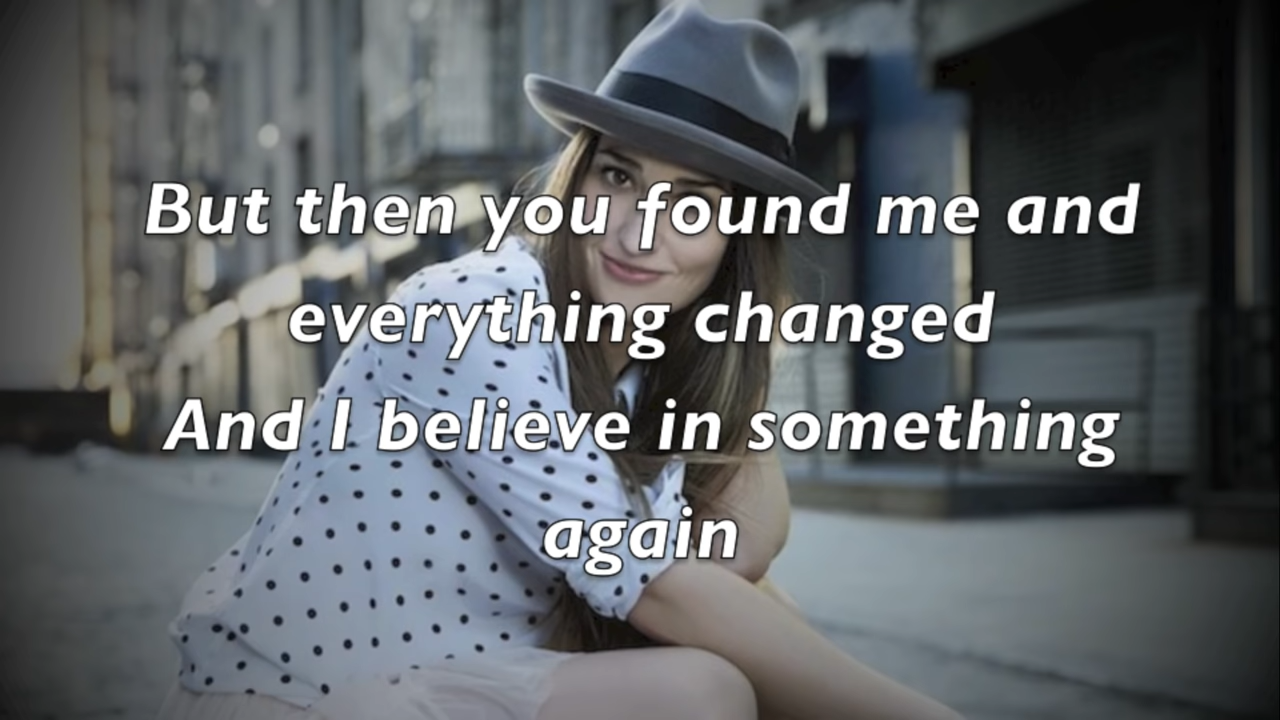 But then you found me and
everything changed
And I believe in something
again